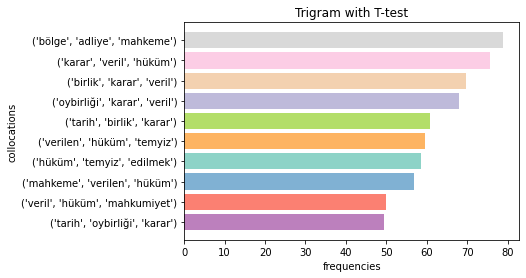 Trigram with T-test
collocations
('bölge', 'adliye', 'mahkeme')
('karar', 'veril', 'hüküm')
('birlik', 'karar', 'veril')
('oybirliği', 'karar', 'veril')
('tarih', 'birlik', 'karar')
('verilen', 'hüküm', 'temyiz')
('hüküm', 'temyiz', 'edilmek')
('mahkeme', 'verilen', 'hüküm')
('veril', 'hüküm', 'mahkumiyet')
('tarih', 'oybirliği', 'karar')
0 10 20 30 40 50 60 70 80
frequencies